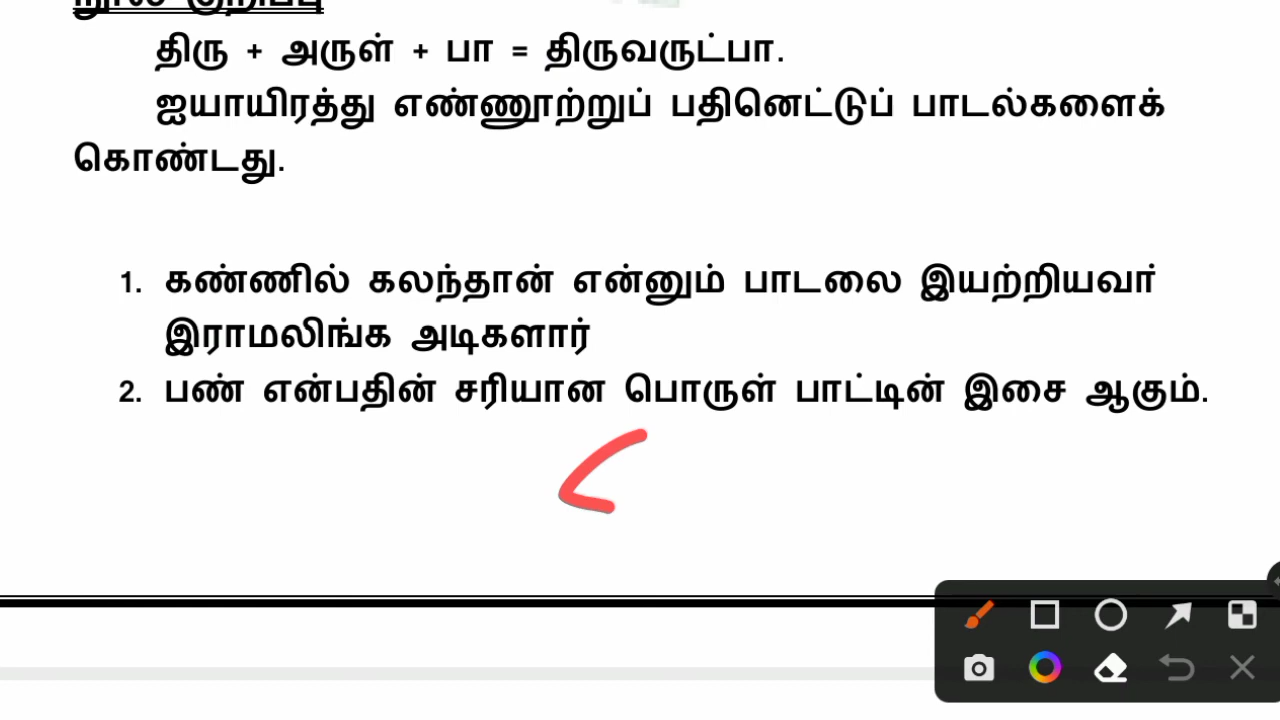 நூல் குறிப்பு
திரு + அருள் + பா = திருவருட்பா.
ஐயாயிரத்து எண்ணூற்றுப் பதினெட்டுப் பாடல்களைக்
கொண்டது.
1. கண்ணில் கலந்தான் என்னும் பாடலை இயற்றியவர்
இராமலிங்க அடிகளார்
2. பண் என்பதின் சரியான பொருள் பாட்டின் இசை ஆகும்.